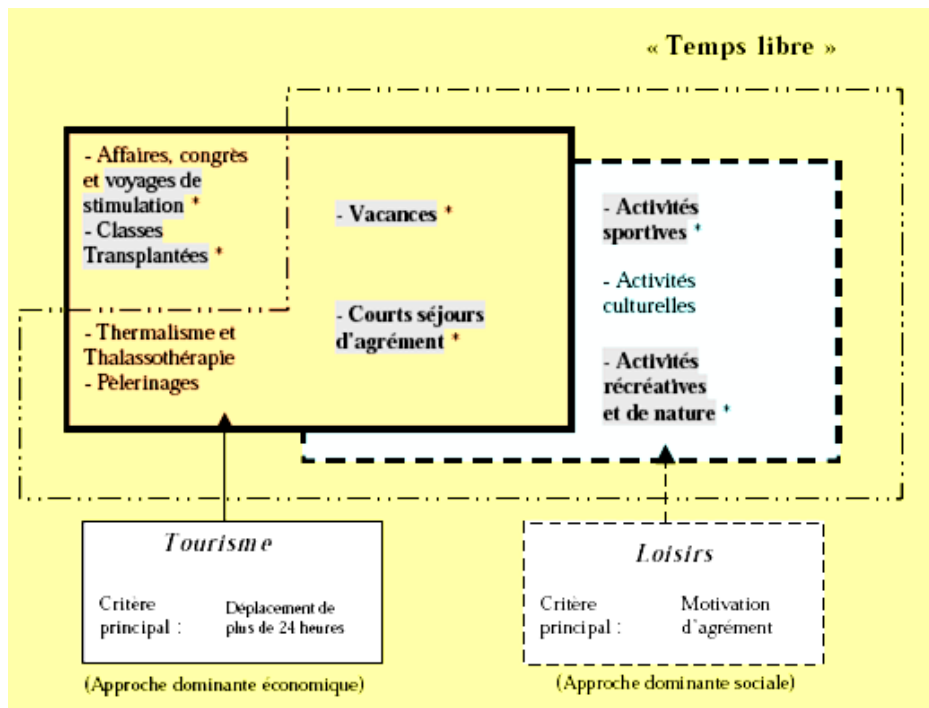 « Temps libre »
- Affaires, congrès
et voyages de
stimulation *
- Classes
Transplantées *
- Thermalisme et
Thalassothérapie
- Pèlerinages
- Vacances *
- Courts séjours
d'agrément *
- Activités
sportives *
- Activités
culturelles
- Activités
récréatives
et de nature *
Tourisme
Critère
principal :
Déplacement de
plus de 24 heures
(Approche dominante économique)
Loisirs
Critère
principal :
Motivation
d'agrément
(Approche dominante sociale)